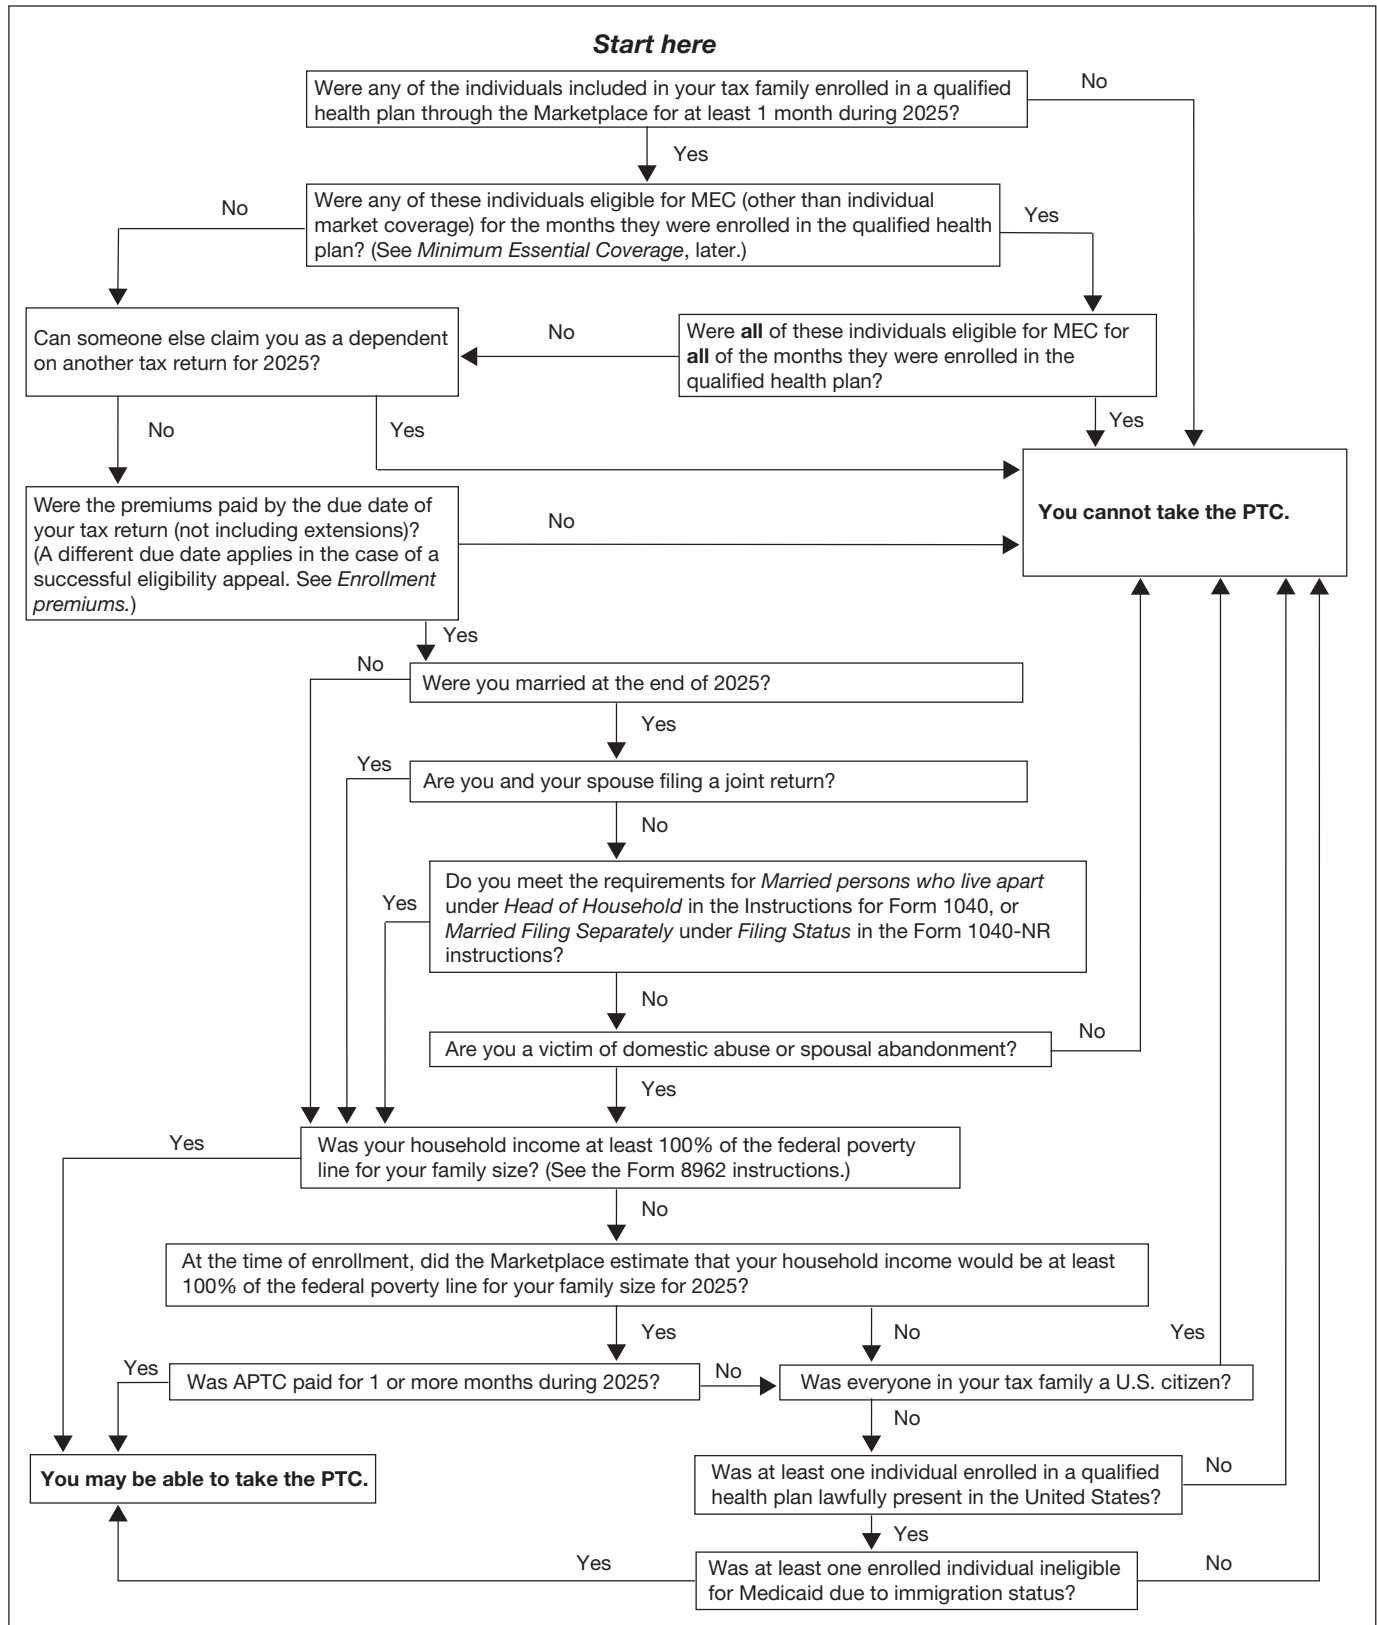 Start here
Were any of the individuals included in your tax family enrolled in a qualified
health plan through the Marketplace for at least 1 month during 2025?
No
Yes
Were any of these individuals eligible for MEC (other than individual
market coverage) for the months they were enrolled in the qualified health
plan? (See Minimum Essential Coverage, later.)
No
Yes
Can someone else claim you as a dependent
on another tax return for 2025?
No
Were all of these individuals eligible for MEC for
all of the months they were enrolled in the
qualified health plan?
No
Yes
Yes
You cannot take the PTC.
Were the premiums paid by the due date of
your tax return (not including extensions)?
(A different due date applies in the case of a
successful eligibility appeal. See Enrollment
premiums.)
No
Yes
No
Were you married at the end of 2025?
Yes
Yes
Are you and your spouse filing a joint return?
No
Yes
Do you meet the requirements for Married persons who live apart
under Head of Household in the Instructions for Form 1040, or
Married Filing Separately under Filing Status in the Form 1040-NR
instructions?
No
Are you a victim of domestic abuse or spousal abandonment?
No
Yes
Yes
Was your household income at least 100% of the federal poverty
line for your family size? (See the Form 8962 instructions.)
No
At the time of enrollment, did the Marketplace estimate that your household income would be at least
100% of the federal poverty line for your family size for 2025?
Yes
No
Yes
Yes
Was APTC paid for 1 or more months during 2025?
No
Was everyone in your tax family a U.S. citizen?
No
You may be able to take the PTC.
Was at least one individual enrolled in a qualified
health plan lawfully present in the United States?
No
Yes
Yes
Was at least one enrolled individual ineligible
for Medicaid due to immigration status?
No